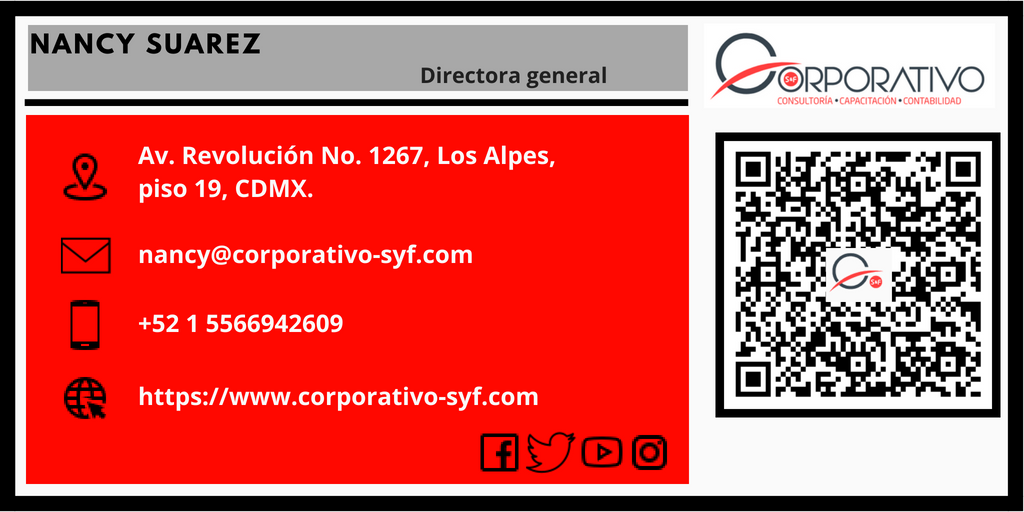 NANCY SUAREZ
Directora general
Av. Revolución No. 1267, Los Alpes,
piso 19, CDMX.
nancy@corporativo-syf.com
+52 1 5566942609
https://www.corporativo-syf.com
CORPORATIVO
S&F
CONSULTORÍA • CAPACITACIÓN • CONTABILIDAD
S&F